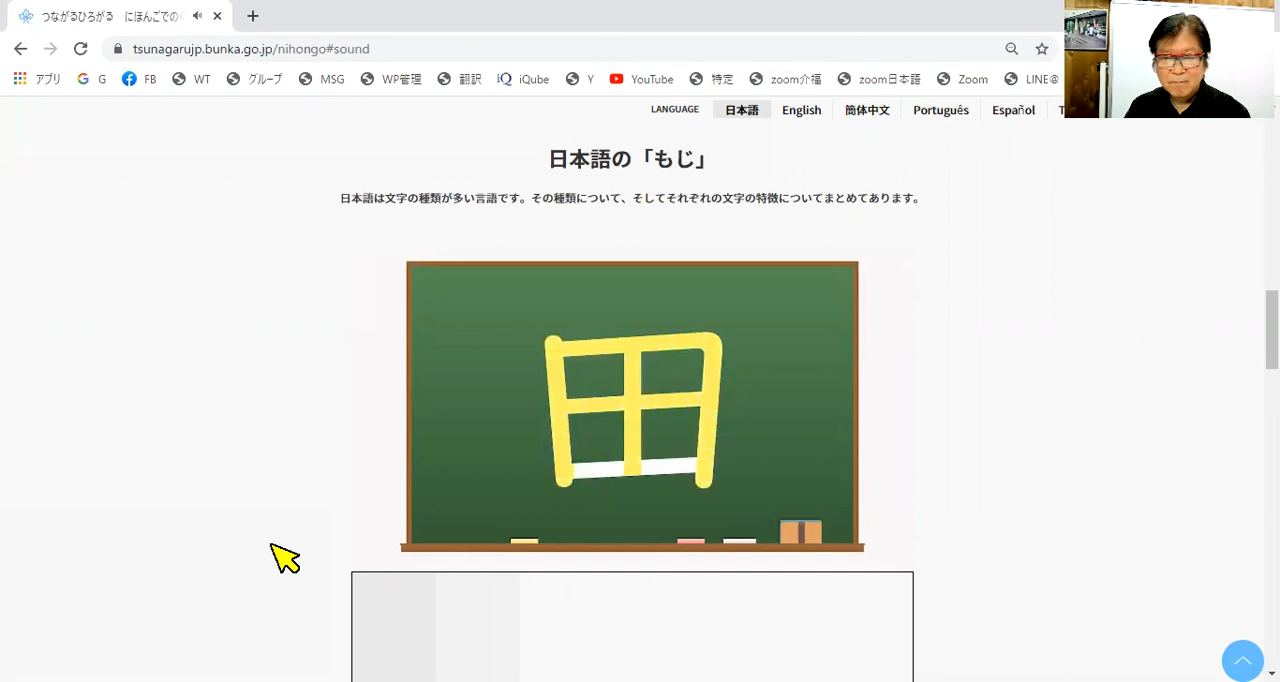 つながるひろがる にほんごでの
tsunagarujp.bunka.go.jp/nihongo#sound
アプリ G FB WT グループ MSG WP管理 翻訳 iQ iQube Y YouTube 特定 zoom介福 zoom日本語 Zoom LINE@
LANGUAGE 日本語 English 简体中文 Português Español
日本語の「もじ」
日本語は文字の種類が多い言語です。その種類について、そしてそれぞれの文字の特徴についてまとめてあります。
田